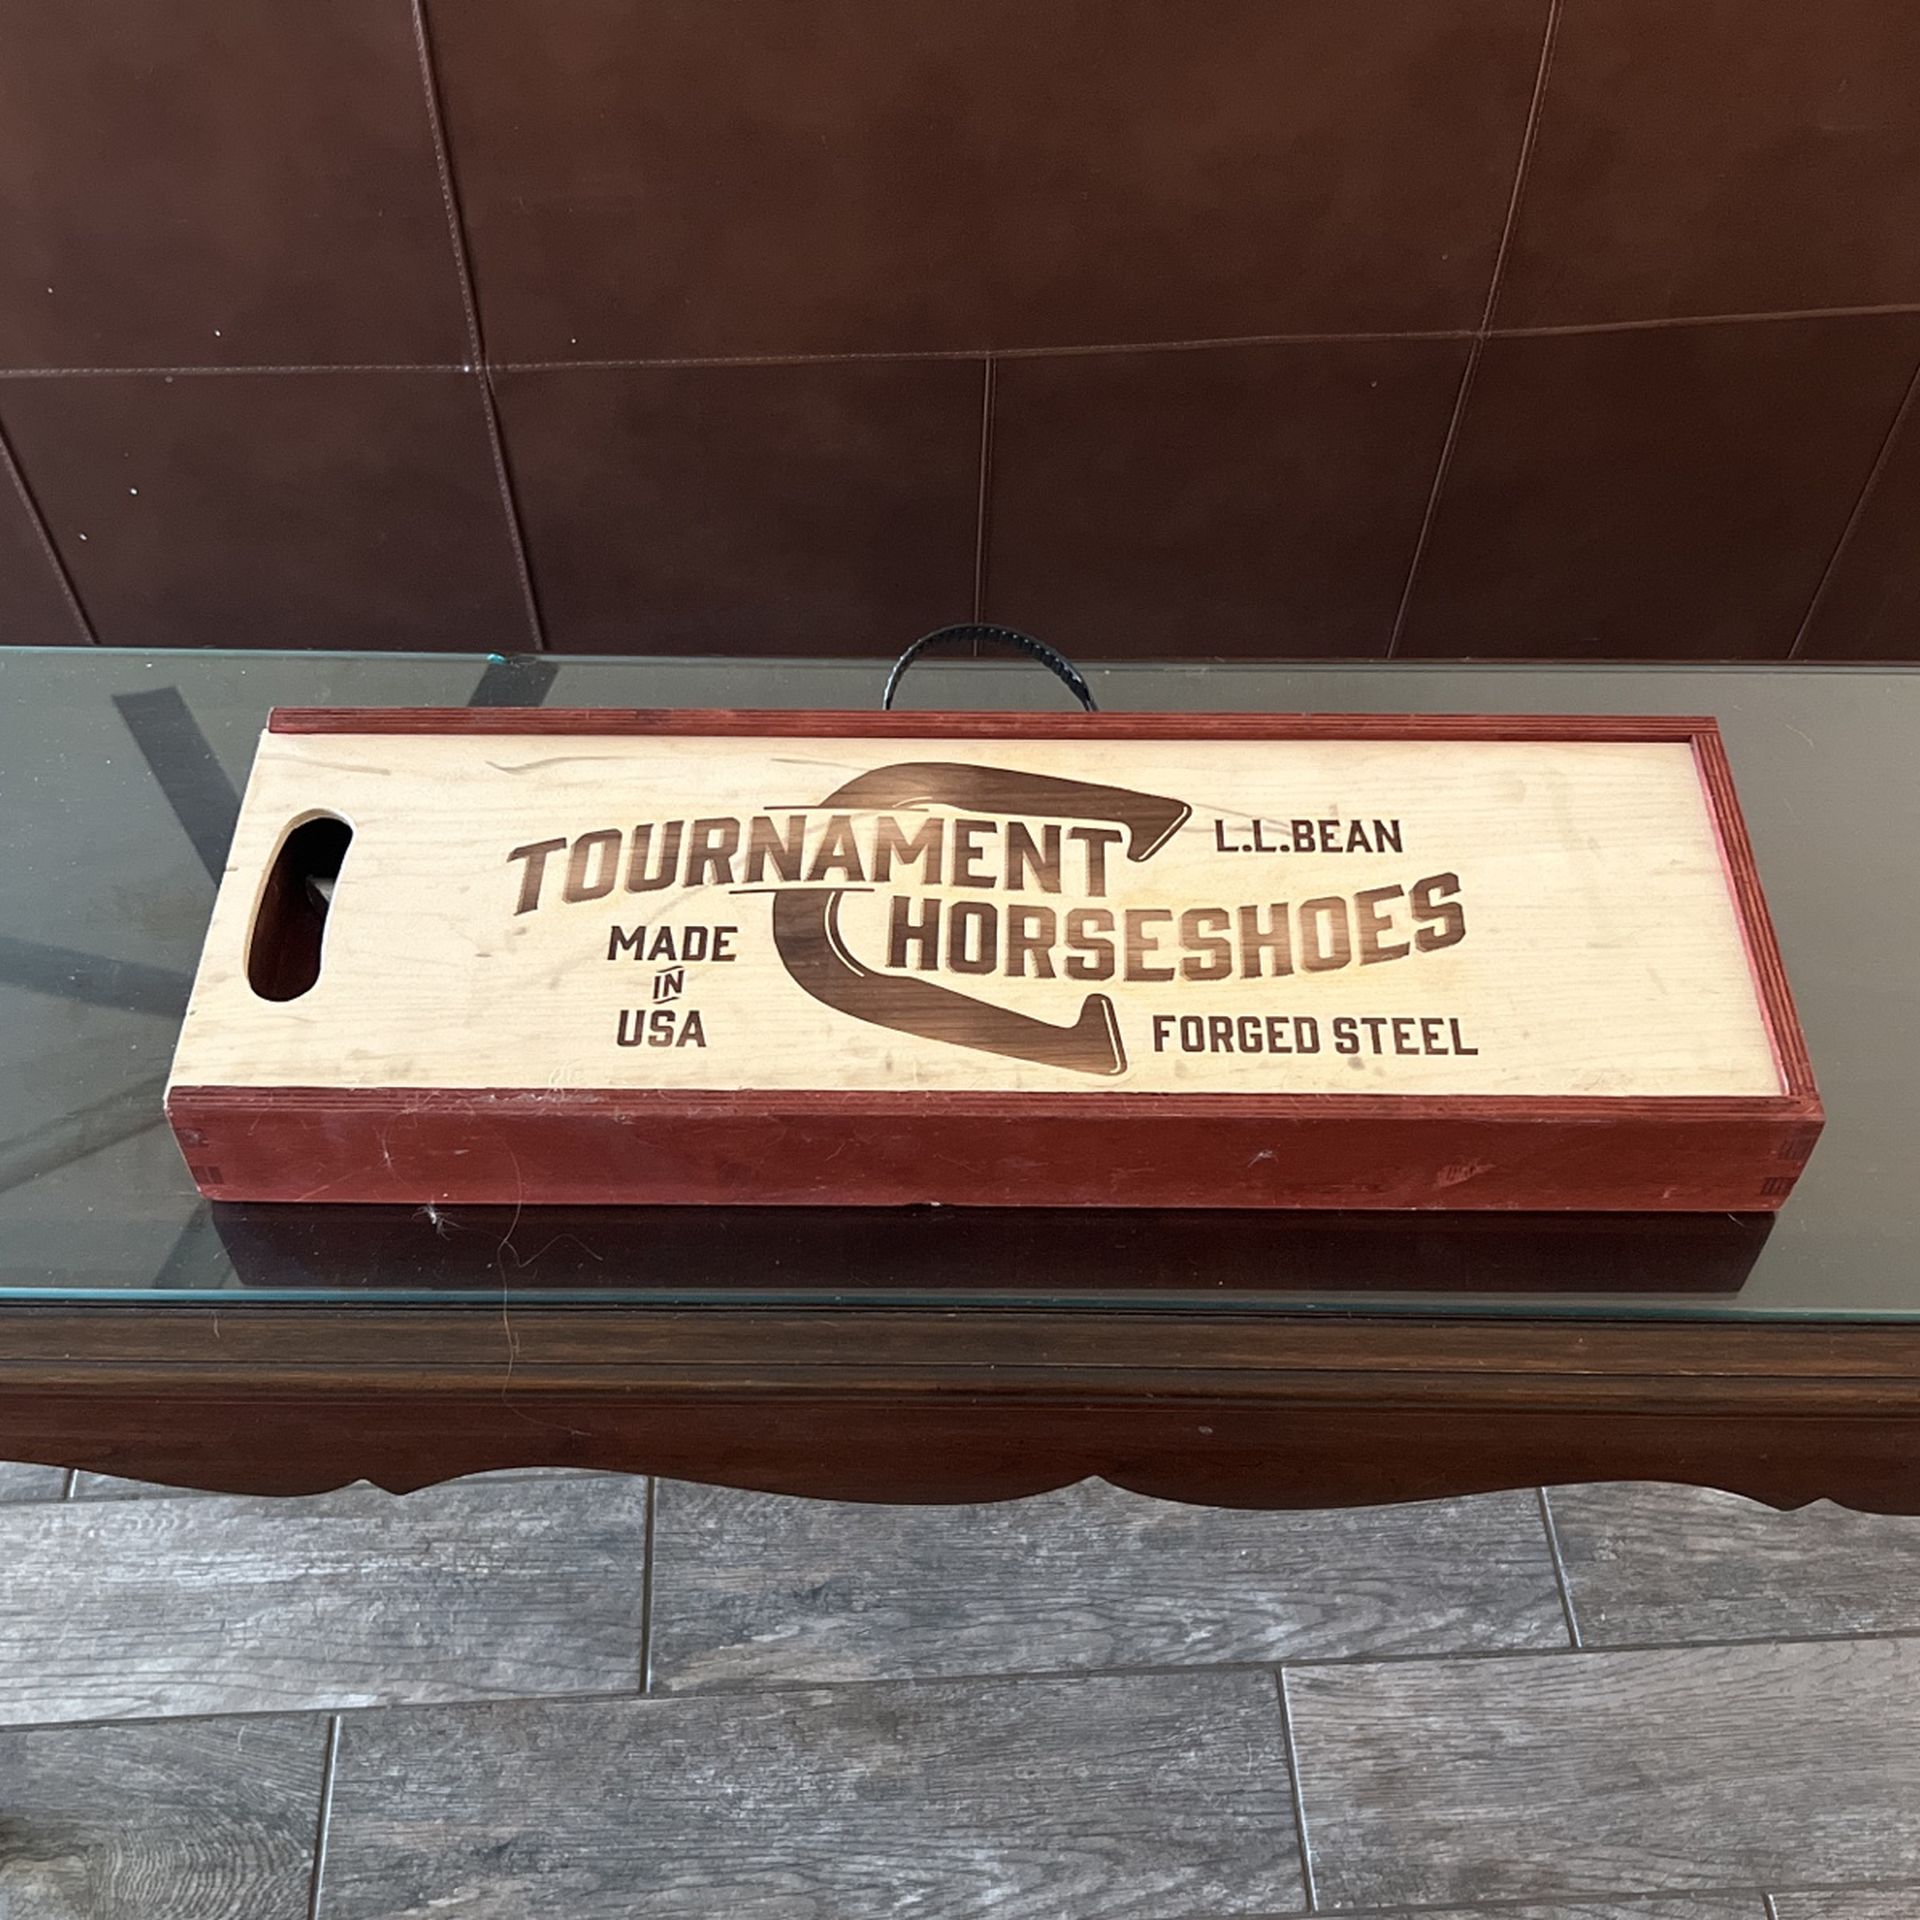 TOURNAMENT
HORSESHOES
L.L.BEAN
MADE
IN
USA
FORGED STEEL